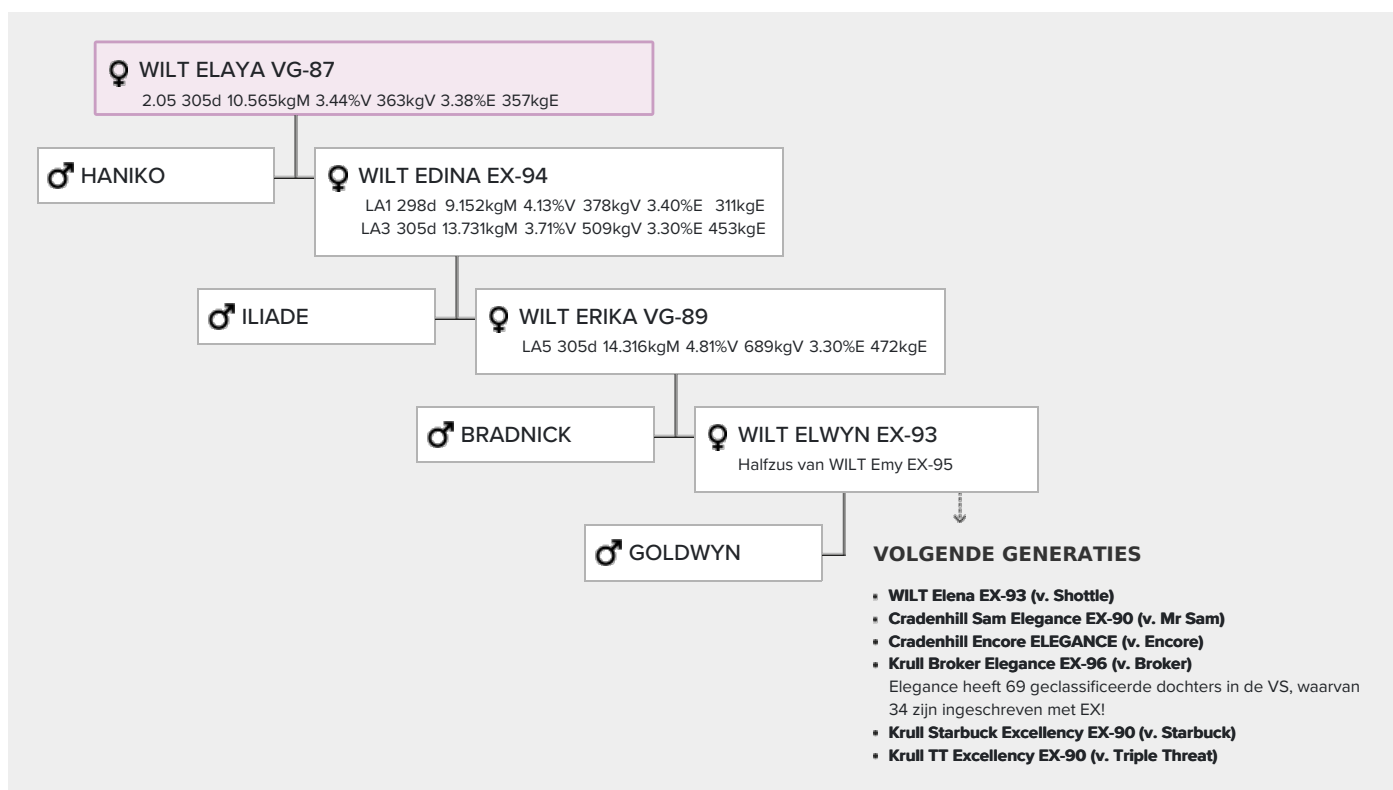 WILT ELAYA VG-87
2.05 305d 10.565kgM 3.44%V 363kgV 3.38%E 357kgE
HANIKO
WILT EDINA EX-94
LA1 298d 9.152kgM 4.13%V 378kgV 3.40%E 311kgE
LA3 305d 13.731kgM 3.71%V 509kgV 3.30%E 453kgE
ILIADE
WILT ERIKA VG-89
LA5 305d 14.316kgM 4.81%V 689kgV 3.30%E 472kgE
BRADNICK
WILT ELWYN EX-93
Halfzus van WILT Emy EX-95
GOLDWYN
VOLGENDE GENERATIES
WILT Elena EX-93 (v. Shottle)
Cradenhill Sam Elegance EX-90 (v. Mr Sam)
Cradenhill Encore ELEGANCE (v. Encore)
Krull Broker Elegance EX-96 (v. Broker)
Elegance heeft 69 geclassificeerde dochters in de VS, waarvan
34 zijn ingeschreven met EX!
Krull Starbuck Excellency EX-90 (v. Starbuck)
Krull TT Excellency EX-90 (v. Triple Threat)